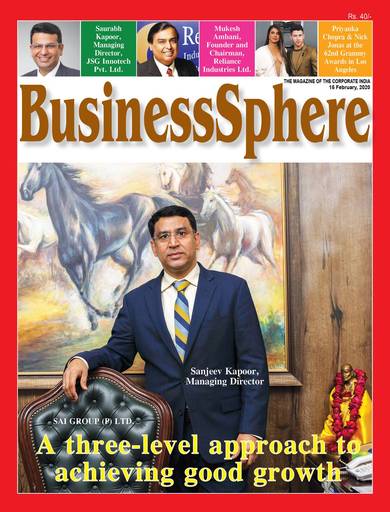 Rs. 40/-
Saurabh
Kapoor,
Managing
Director,
JSG Innotech
Pvt. Ltd.
Re
Indu
Mukesh
Ambani,
Founder and
Chairman,
Reliance
Industries Ltd.
Priyanka
Chopra & Nick
Jonas at the
62nd Grammy
Awards in Los
Angeles
THE MAGAZINE OF THE CORPORATE INDIA
16 February, 2020
BusinessSphere
Sanjeev Kapoor,
Managing Director
SAI GROUP (P) LTD.
A three-level approach to
achieving good growth